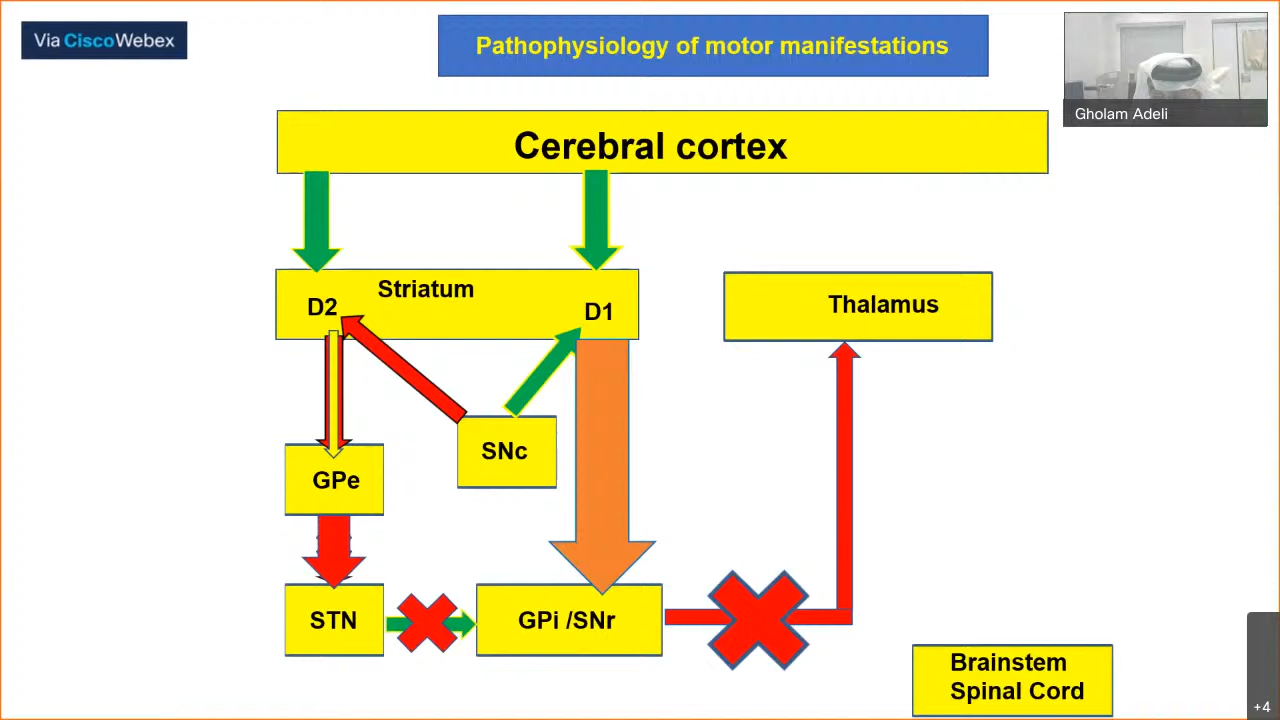 Via CiscoWebex
Pathophysiology of motor manifestations
Gholam Adeli
Cerebral cortex
Striatum
D2
D1
Thalamus
SNc
GPe
STN
GPi /SNr
Brainstem
Spinal Cord
+4